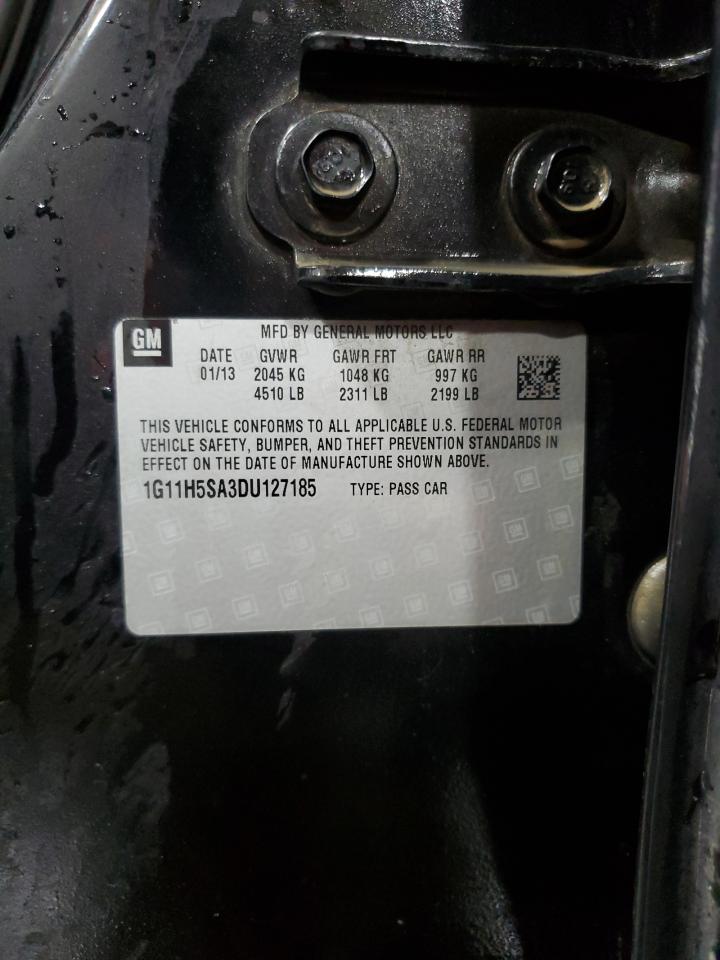 GM
MFD BY GENERAL MOTORS LLC
DATE GVWR GAWR FRT GAWR RR
01/13 2045 KG 1048 KG 997 KG
4510 LB 2311 LB 2199 LB
THIS VEHICLE CONFORMS TO ALL APPLICABLE U.S. FEDERAL MOTOR
VEHICLE SAFETY, BUMPER, AND THEFT PREVENTION STANDARDS IN
EFFECT ON THE DATE OF MANUFACTURE SHOWN ABOVE.
1G11H5SA3DU127185 TYPE: PASS CAR